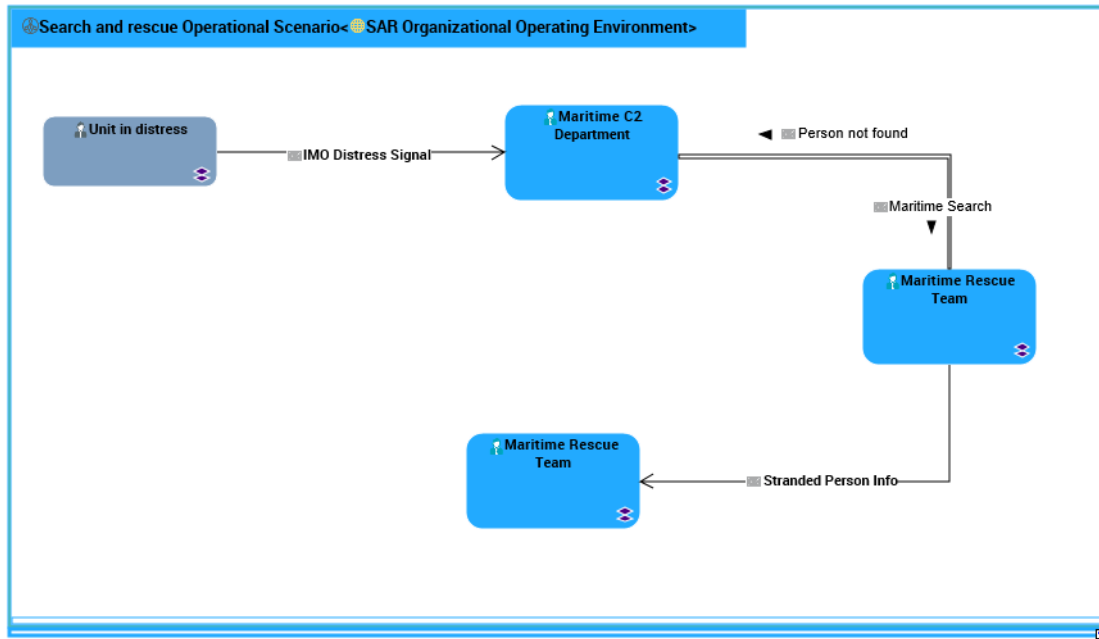 Search and rescue Operational Scenario< SAR Organizational Operating Environment>
Unit in distress
IMO Distress Signal
Maritime C2
Department
Person not found
Maritime Search
Maritime Rescue
Team
Maritime Rescue
Team
Stranded Person Info